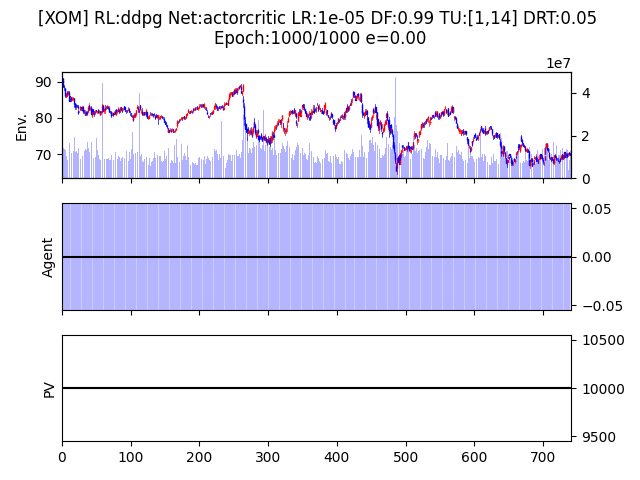 [XOM] RL:ddpg Net:actorcritic LR:1e-05 DF:0.99 TU:[1,14] DRT:0.05
Epoch:1000/1000 e=0.00
1e7
90
80
70
Env.
4
2
0
Agent
0.05
0.00
−0.05
PV
10500
10000
9500
0 100 200 300 400 500 600 700